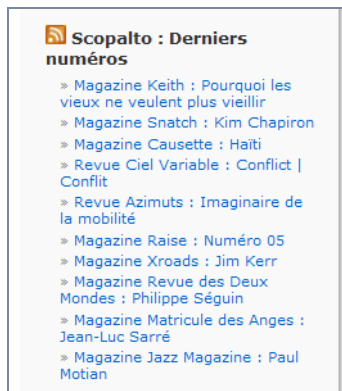 Scopalto : Derniers
numéros
» Magazine Keith : Pourquoi les
vieux ne veulent plus vieillir
» Magazine Snatch : Kim Chapiron
» Magazine Causette : Haïti
» Revue Ciel Variable : Conflict |
Conflit
» Revue Azimuts : Imaginaire de
la mobilité
» Magazine Raise : Numéro 05
» Magazine Xroads : Jim Kerr
» Magazine Revue des Deux
Mondes : Philippe Séguin
» Magazine Matricule des Anges :
Jean-Luc Sarré
» Magazine Jazz Magazine : Paul
Motian